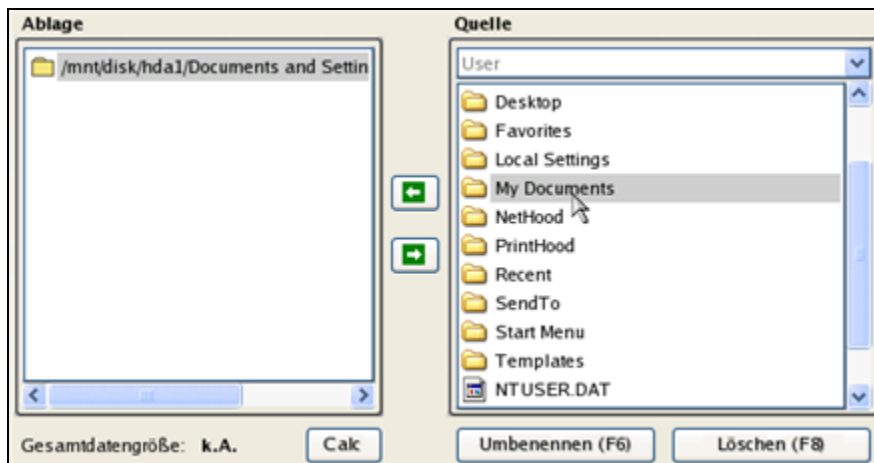 Ablage
/mnt/disk/hda1/Documents and Settin
Gesamtdatengröße: k.A.
Calc
Quelle
User
Desktop
Favorites
Local Settings
My Documents
NetHood
PrintHood
Recent
SendTo
Start Menu
Templates
NTUSER.DAT
Umbenennen (F6)
Löschen (F8)